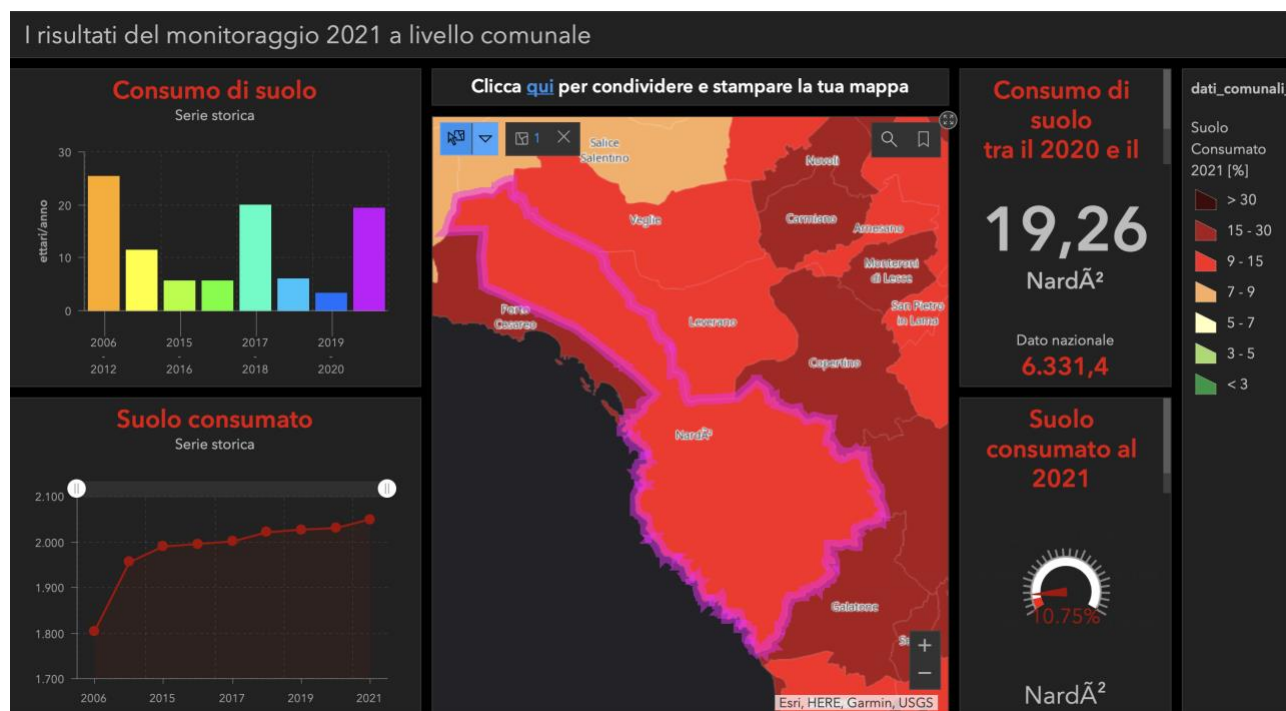 I risultati del monitoraggio 2021 a livello comunale
Consumo di suolo
Serie storica
ettari/anno
30
20
10
0
2006
-
2012
2015
-
2016
2017
-
2018
2019
-
2020
Suolo consumato
Serie storica
2.100
2.000
1.900
1.800
1.700
2006
2015
2017
2019
2021
Clicca qui per condividere e stampare la tua mappa
1
Salice
Salentino
Novoli
Veglie
Carmiano
Arnesano
Monteroni
di Lecce
Porto
Cesareo
San Pietro
in Lama
Leverano
Copertino
NardÃ²
Galatone
+
−
Esri, HERE, Garmin, USGS
Consumo di
suolo
tra il 2020 e il
19,26
NardÃ²
Dato nazionale
6.331,4
Suolo
consumato al
2021
10.75%
NardÃ²
dati_comunali_
Suolo
Consumato
2021 [%]
> 30
15 - 30
9 - 15
7 - 9
5 - 7
3 - 5
< 3